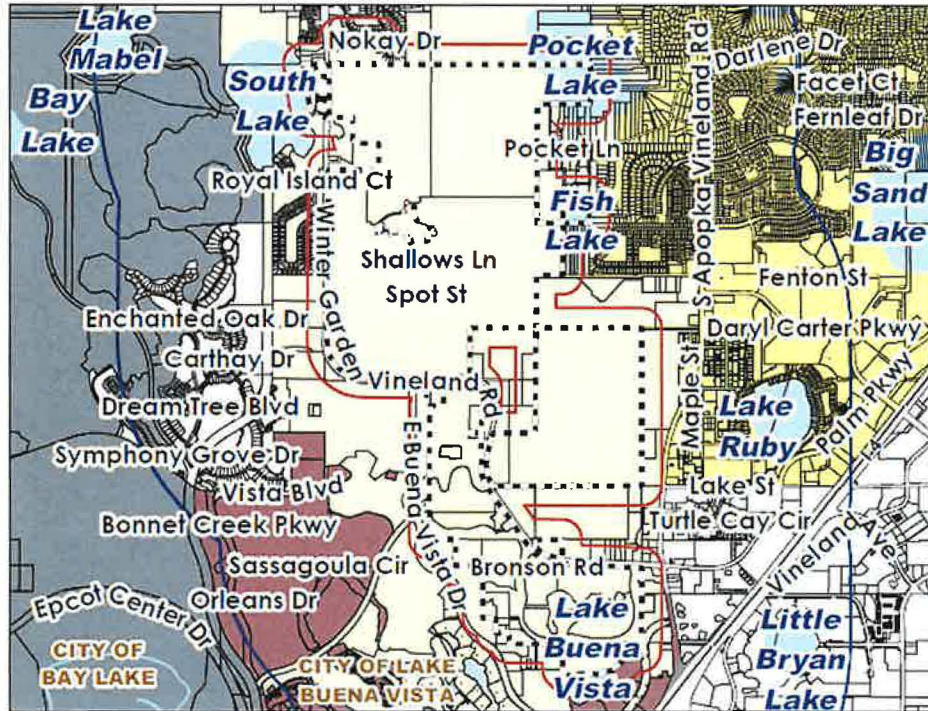 Lake
Mabel
Nokay Dr
Pocket
Lake
S Apopka Vineland Rd
Darlene Dr
Facet Ct
Fernleaf Dr
Bay
Lake
South
Lake
Pocket Ln
Big
Sand
Lake
Royal Island Ct
Fish
Lake
Winter Garden
Vineland
Rd
Shallows Ln
Spot St
Fenton St
Enchanted Oak Dr
Daryl Carter Pkwy
Carthay Dr
Maple St
Palm Pkwy
Dream Tree Blvd
Lake
Ruby
I 4
E Buena Vista Dr
Symphony Grove Dr
Vista Blvd
Lake St
Bonnet Creek Pkwy
Turtle Cay Cir
Vineland Ave
Sassagoula Cir
Bronson Rd
Epcot Center Dr
Orleans Dr
Lake
Buena
Vista
Little
Bryan
Lake
CITY OF
BAY LAKE
CITY OF LAKE
BUENA VISTA